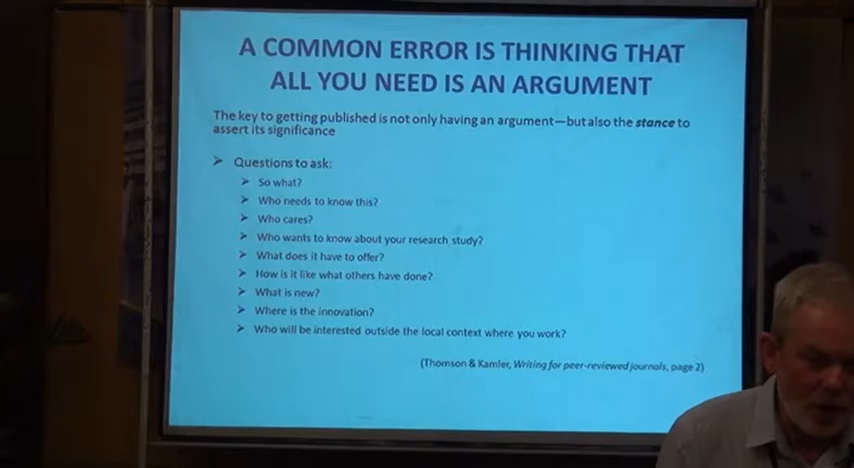 A COMMON ERROR IS THINKING THAT
ALL YOU NEED IS AN ARGUMENT
The key to getting published is not only having an argument—but also the stance to
assert its significance
➤ Questions to ask:
➤ So what?
➤ Who needs to know this?
➤ Who cares?
➤ Who wants to know about your research study?
➤ What does it have to offer?
➤ How is it like what others have done?
➤ What is new?
➤ Where is the innovation?
➤ Who will be interested outside the local context where you work?
(Thomson & Kamler, Writing for peer-reviewed journals, page 2)